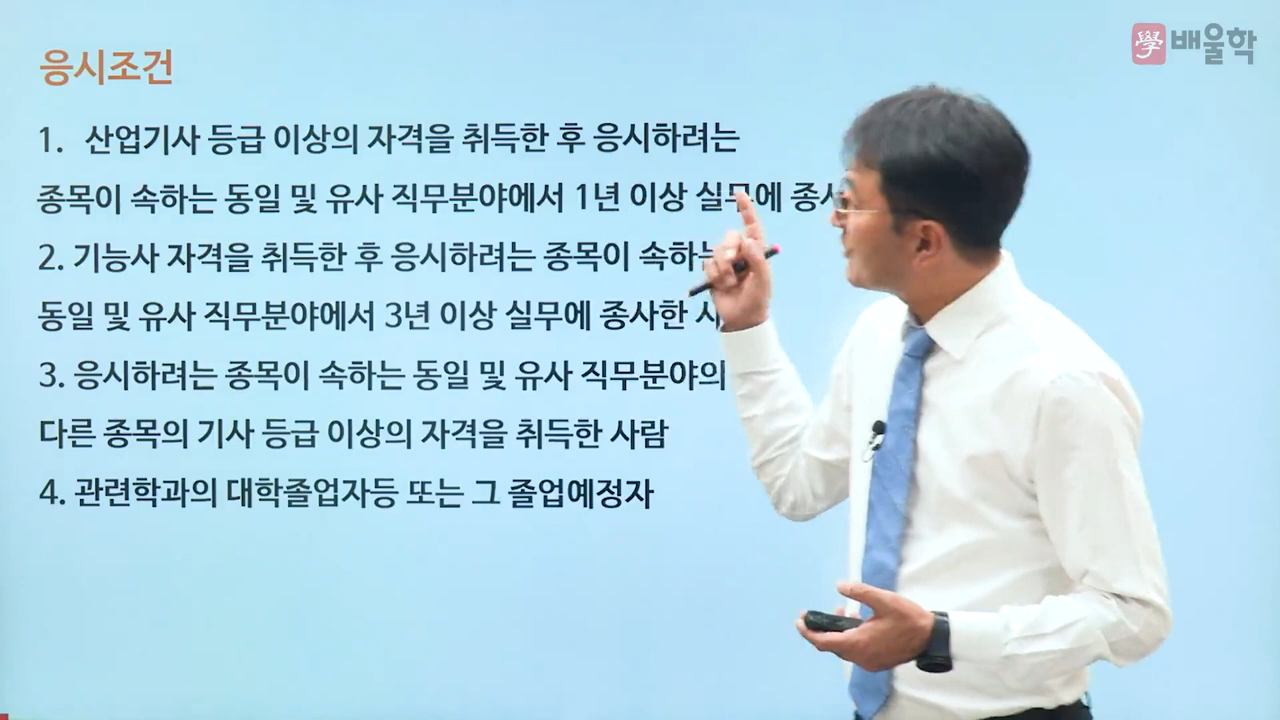 응시조건
學 배울학
1. 산업기사 등급 이상의 자격을 취득한 후 응시하려는
종목이 속하는 동일 및 유사 직무분야에서 1년 이상 실무에
2. 기능사 자격을 취득한 후 응시하려는 종목이
동일 및 유사 직무분야에서 3년 이상 실무에 종사한
3. 응시하려는 종목이 속하는 동일 및 유사 직무분야의
다른 종목의 기사 등급 이상의 자격을 취득한 사람
4. 관련학과의 대학졸업자등 또는 그 졸업예정자